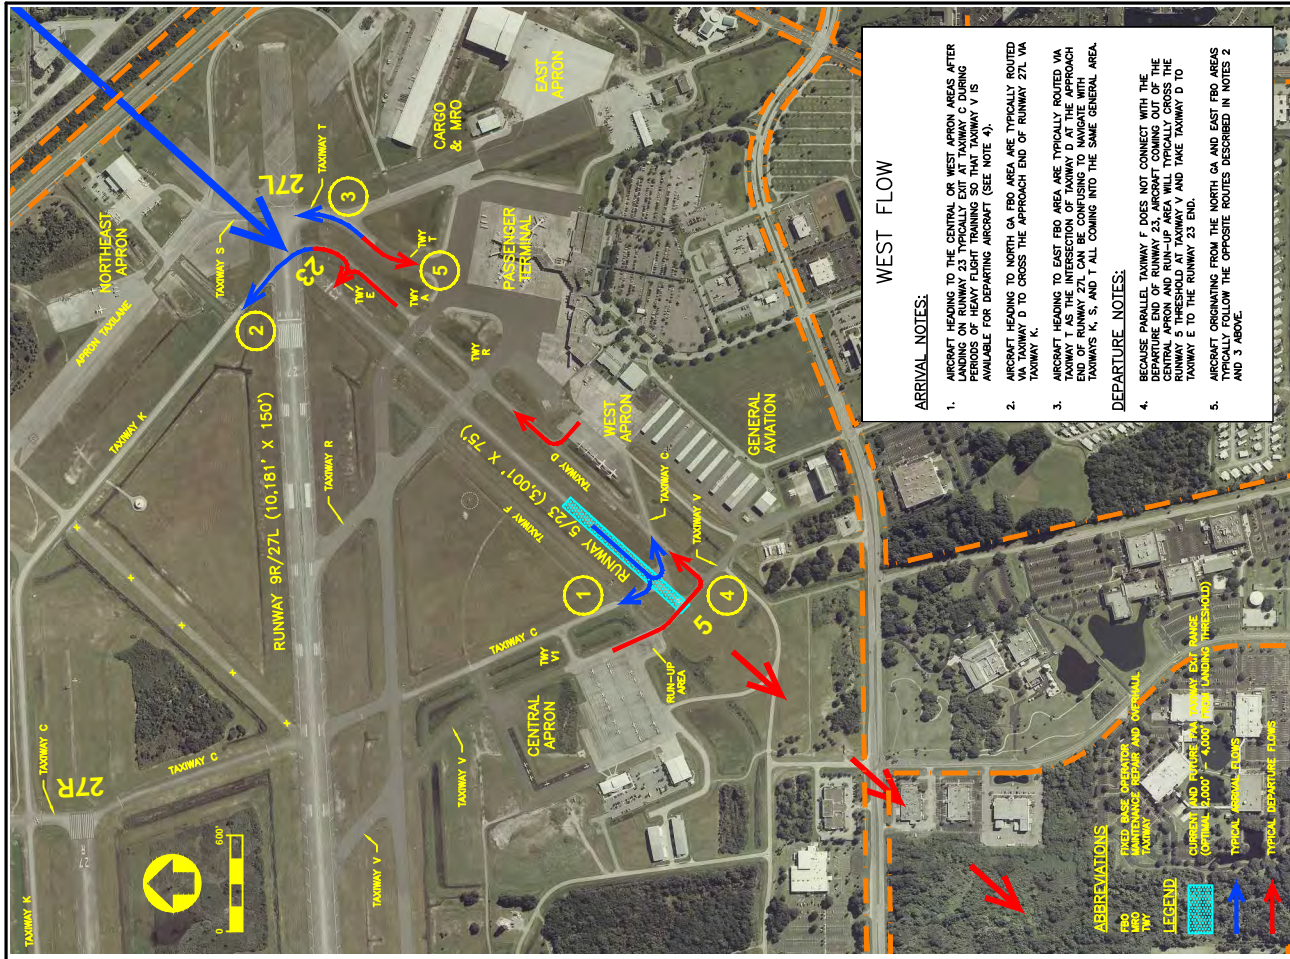 WEST FLOW
ARRIVAL NOTES:
1. AIRCRAFT HEADING TO THE CENTRAL OR WEST APRON AREAS AFTER
LANDING ON RUNWAY 23 TYPICALLY EXIT AT TAXIWAY C DURING
PERIODS OF HEAVY FLIGHT TRAINING SO THAT TAXIWAY V IS
AVAILABLE FOR DEPARTING AIRCRAFT (SEE NOTE 4).
2. AIRCRAFT HEADING TO NORTH GA FBO AREA ARE TYPICALLY ROUTED
VIA TAXIWAY D TO CROSS THE APPROACH END OF RUNWAY 27L VIA
TAXIWAY K.
3. AIRCRAFT HEADING TO EAST FBO AREA ARE TYPICALLY ROUTED VIA
TAXIWAY T AS THE INTERSECTION OF TAXIWAY D AT THE APPROACH
END OF RUNWAY 27L CAN BE CONFUSING TO NAVIGATE WITH
TAXIWAYS K, S, AND T ALL COMING INTO THE SAME GENERAL AREA.
DEPARTURE NOTES:
4. BECAUSE PARALLEL TAXIWAY F DOES NOT CONNECT WITH THE
DEPARTURE END OF RUNWAY 23, AIRCRAFT COMING OUT OF THE
CENTRAL APRON AND RUN-UP AREA WILL TYPICALLY CROSS THE
RUNWAY 5 THRESHOLD AT TAXIWAY V AND TAKE TAXIWAY D TO
TAXIWAY E TO THE RUNWAY 23 END.
5. AIRCRAFT ORIGINATING FROM THE NORTH GA AND EAST FBO AREAS
TYPICALLY FOLLOW THE OPPOSITE ROUTES DESCRIBED IN NOTES 2
AND 3 ABOVE.
TAXIWAY K
TAXIWAY C
27R
27
TAXIWAY C
0
600'
TAXIWAY V
TAXIWAY K
APRON TAXILANE
NORTHEAST
APRON
TAXIWAY S
2
23
27L
TAXIWAY T
3
CARGO
& MRO
EAST
APRON
TWY
E
TWY
A
TWY
T
5
PASSENGER
TERMINAL
RUNWAY 9R/27L (10,181' X 150')
TAXIWAY R
TWY
R
TAXIWAY F
RUNWAY 5/23 (3,001' X 75')
TAXIWAY D
WEST
APRON
GENERAL
AVIATION
TAXIWAY C
TAXIWAY V
1
4
5
TAXIWAY C
TWY
V1
RUN-UP
AREA
CENTRAL
APRON
TAXIWAY V
ABBREVIATIONS
FBO FIXED BASE OPERATOR
MRO MAINTENANCE REPAIR AND OVERHAUL
TWY TAXIWAY
LEGEND
CURRENT AND FUTURE FAA TAXIWAY EXIT RANGE
(OPTIMAL 2,000' - 4,000' FROM LANDING THRESHOLD)
TYPICAL ARRIVAL FLOWS
TYPICAL DEPARTURE FLOWS